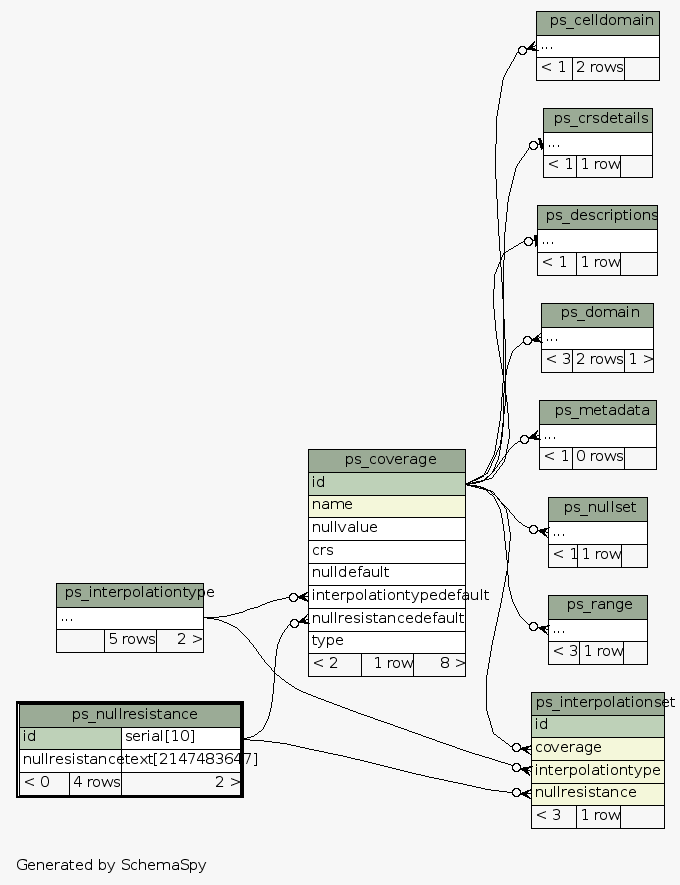 ps_celldomain
...
< 1 2 rows
ps_crsdetails
...
< 1 1 row
ps_descriptions
...
< 1 1 row
ps_domain
...
< 3 2 rows 1 >
ps_metadata
...
< 1 0 rows
ps_coverage
id
name
nullvalue
crs
nulldefault
interpolationtypedefault
nullresistancedefault
type
< 2 1 row 8 >
ps_nullset
...
< 1 1 row
ps_interpolationtype
...
5 rows 2 >
ps_range
...
< 3 1 row
ps_nullresistance
id serial[10]
nullresistance text[2147483647]
< 0 4 rows 2 >
ps_interpolationset
id
coverage
interpolationtype
nullresistance
< 3 1 row
Generated by SchemaSpy